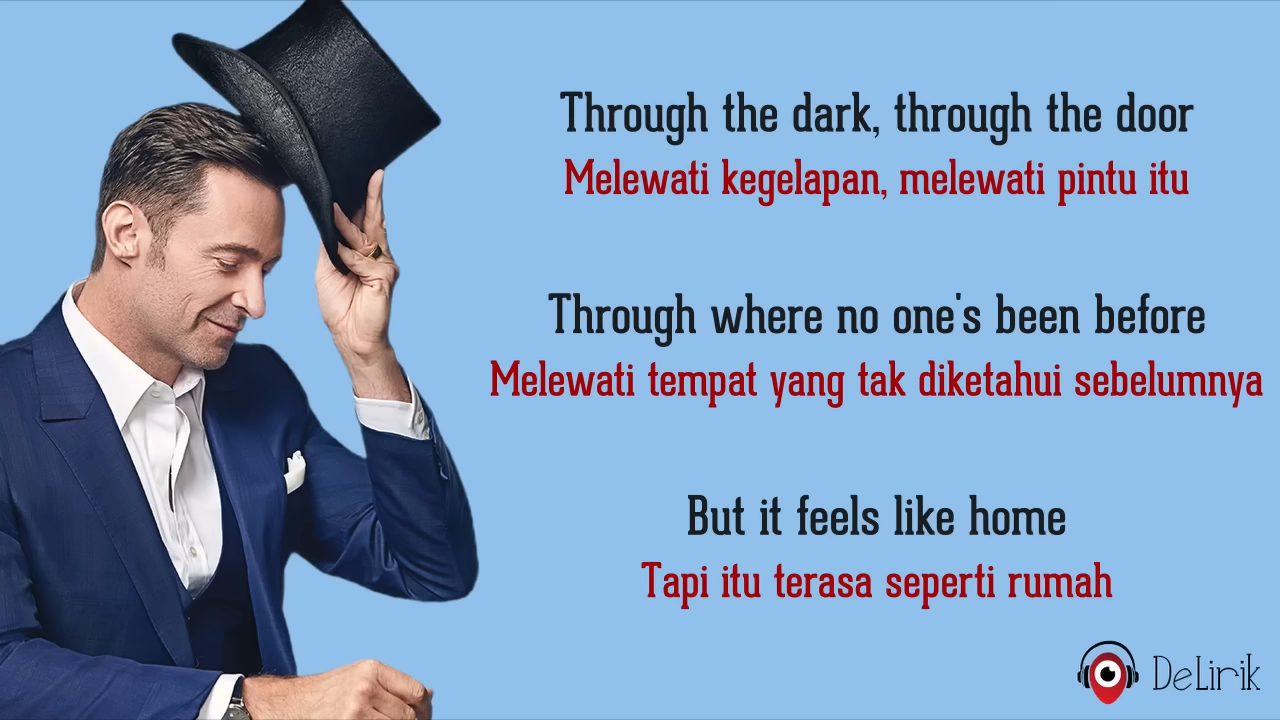 Through the dark, through the door
Melewati kegelapan, melewati pintu itu
Through where no one's been before
Melewati tempat yang tak diketahui sebelumnya
But it feels like home
Tapi itu terasa seperti rumah
DeLirik